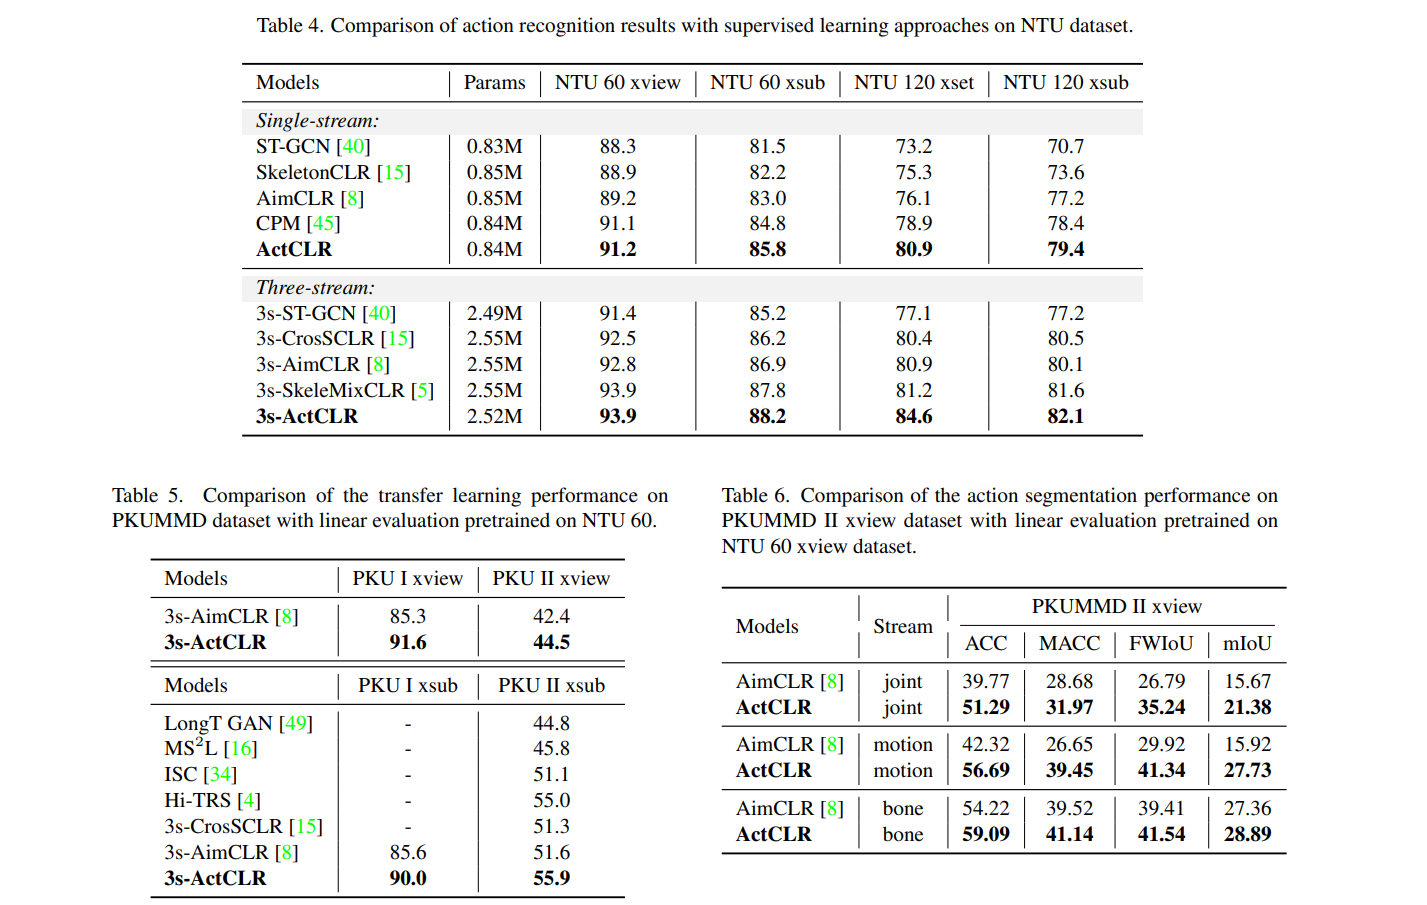 Table 4. Comparison of action recognition results with supervised learning approaches on NTU dataset.
Models Params NTU 60 xview NTU 60 xsub NTU 120 xset NTU 120 xsub
Single-stream:
ST-GCN [40] 0.83M 88.3 81.5 73.2 70.7
SkeletonCLR [15] 0.85M 88.9 82.2 75.3 73.6
AimCLR [8] 0.85M 89.2 83.0 76.1 77.2
CPM [45] 0.84M 91.1 84.8 78.9 78.4
ActCLR 0.84M 91.2 85.8 80.9 79.4
Three-stream:
3s-ST-GCN [40] 2.49M 91.4 85.2 77.1 77.2
3s-CrosSCLR [15] 2.55M 92.5 86.2 80.4 80.5
3s-AimCLR [8] 2.55M 92.8 86.9 80.9 80.1
3s-SkeleMixCLR [5] 2.55M 93.9 87.8 81.2 81.6
3s-ActCLR 2.52M 93.9 88.2 84.6 82.1
Table 5. Comparison of the transfer learning performance on
PKUMMD dataset with linear evaluation pretrained on NTU 60.
Models PKU I xview PKU II xview
3s-AimCLR [8] 85.3 42.4
3s-ActCLR 91.6 44.5
Models PKU I xsub PKU II xsub
LongT GAN [49] - 44.8
MS²L [16] - 45.8
ISC [34] - 51.1
Hi-TRS [4] - 55.0
3s-CrosSCLR [15] - 51.3
3s-AimCLR [8] 85.6 51.6
3s-ActCLR 90.0 55.9
Table 6. Comparison of the action segmentation performance on
PKUMMD II xview dataset with linear evaluation pretrained on
NTU 60 xview dataset.
Models Stream PKUMMD II xview
ACC MACC FWIoU mIoU
AimCLR [8] joint 39.77 28.68 26.79 15.67
ActCLR joint 51.29 31.97 35.24 21.38
AimCLR [8] motion 42.32 26.65 29.92 15.92
ActCLR motion 56.69 39.45 41.34 27.73
AimCLR [8] bone 54.22 39.52 39.41 27.36
ActCLR bone 59.09 41.14 41.54 28.89